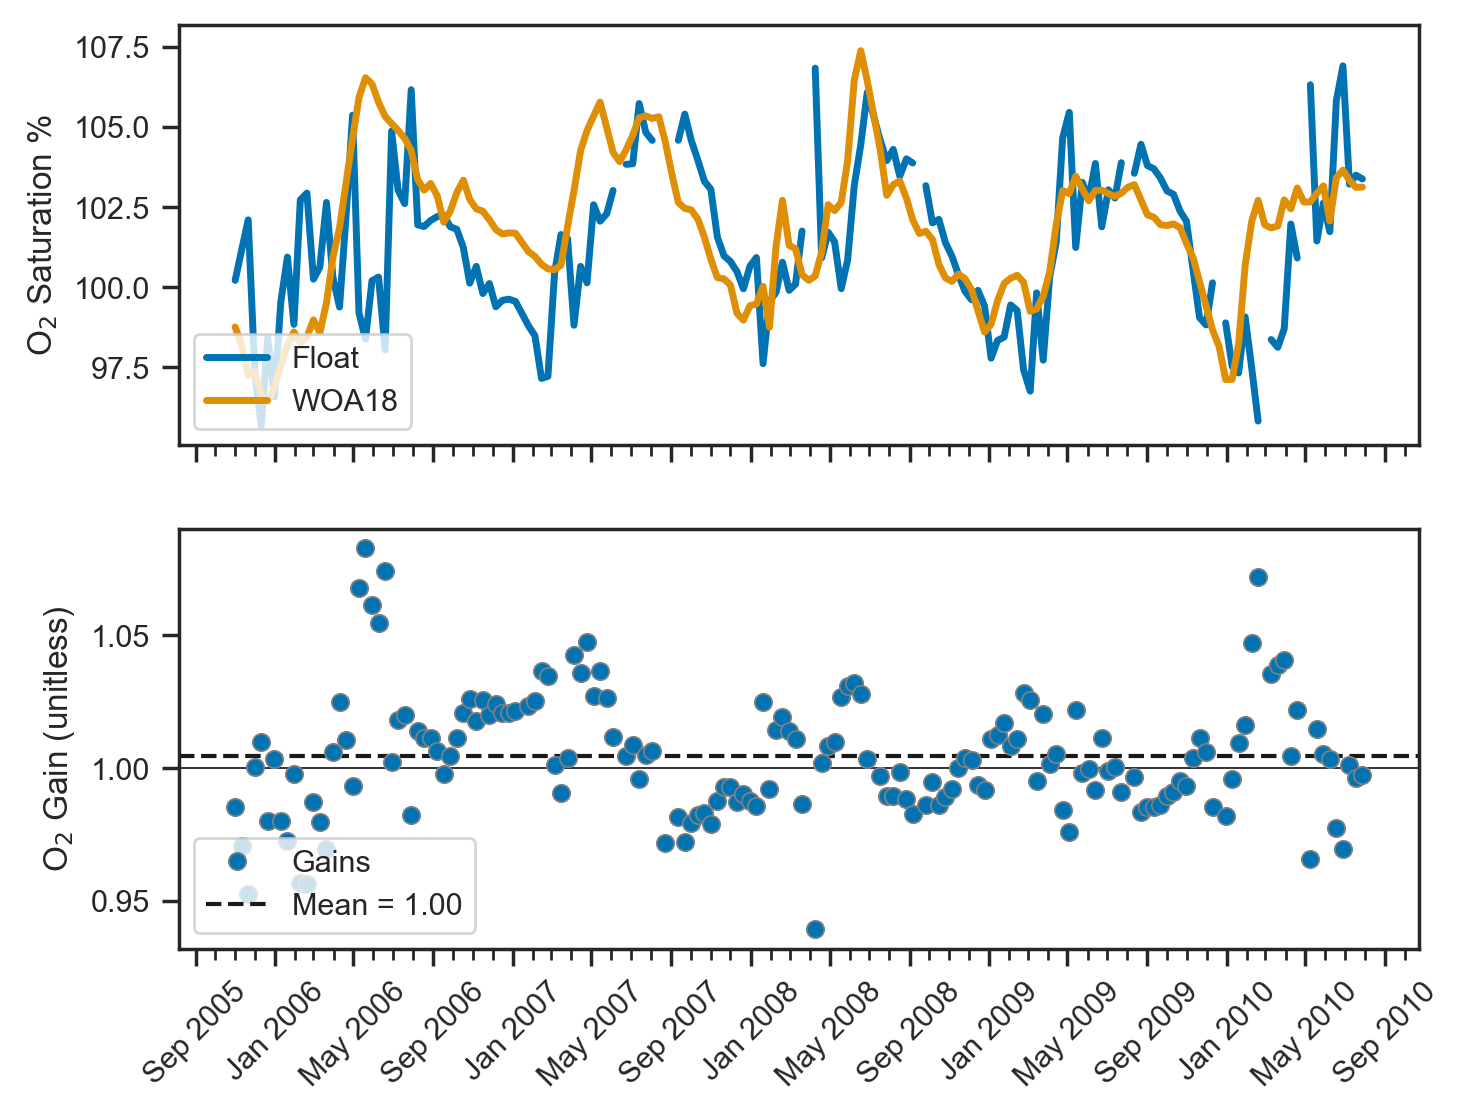 107.5
105.0
102.5
100.0
97.5
O₂ Saturation %
Float
WOA18
1.05
1.00
0.95
O₂ Gain (unitless)
Gains
Mean = 1.00
Sep 2005
Jan 2006
May 2006
Sep 2006
Jan 2007
May 2007
Sep 2007
Jan 2008
May 2008
Sep 2008
Jan 2009
May 2009
Sep 2009
Jan 2010
May 2010
Sep 2010